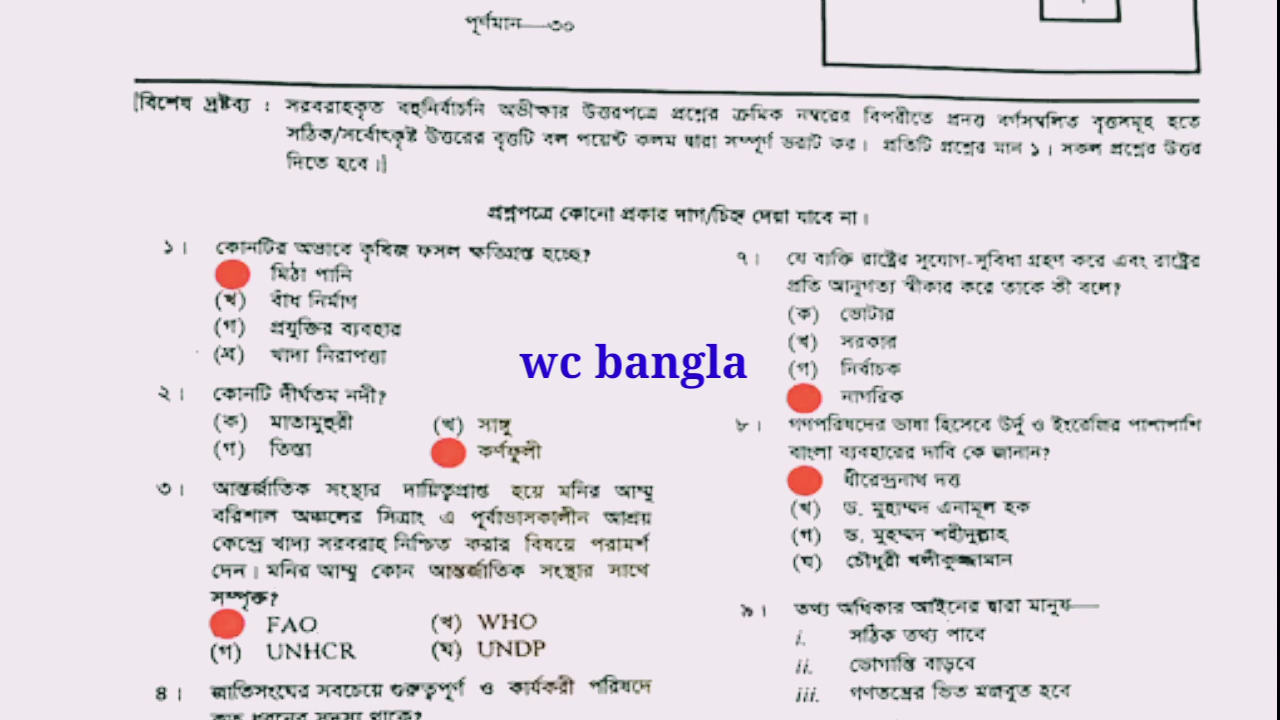 পূর্ণমান—৩০
[বিশেষ দ্রষ্টব্য : সরবরাহকৃত বহুনির্বাচনি অভীক্ষার উত্তরপত্রে প্রশ্নের ক্রমিক নম্বরের বিপরীতে প্রদত্ত বর্ণসম্বলিত বৃত্তসমূহ হতে
সঠিক/সর্বোৎকৃষ্ট উত্তরের বৃত্তটি বল পয়েন্ট কলম দ্বারা সম্পূর্ণ ভরাট কর। প্রতিটি প্রশ্নের মান ১। সকল প্রশ্নের উত্তর
দিতে হবে।]
প্রশ্নপত্রে কোনো প্রকার দাগ/চিহ্ন দেয়া যাবে না।
১। কোনটির অভাবে কৃষিজ ফসল ক্ষতিগ্রস্ত হচ্ছে?
মিঠা পানি
(খ) বাঁধ নির্মাণ
(গ) প্রযুক্তির ব্যবহার
(ঘ) খাদ্য নিরাপত্তা
২। কোনটি দীর্ঘতম নদী?
(ক) মাতামুহুরী (খ) সাঙ্গু
(গ) তিস্তা কর্ণফুলী
৩। আন্তর্জাতিক সংস্থার দায়িত্বপ্রাপ্ত হয়ে মনির আম্মু
বরিশাল অঞ্চলের সিত্রাং এ পূর্বাভাসকালীন আশ্রয়
কেন্দ্রে খাদ্য সরবরাহ নিশ্চিত করার বিষয়ে পরামর্শ
দেন। মনির আম্মু কোন আন্তর্জাতিক সংস্থার সাথে
সম্পৃক্ত?
FAO (খ) WHO
(গ) UNHCR (ঘ) UNDP
৪। জাতিসংঘের সবচেয়ে গুরুত্বপূর্ণ ও কার্যকরী পরিষদে
কয় ধরনের সদস্য থাকে?
wc bangla
৭। যে ব্যক্তি রাষ্ট্রের সুযোগ-সুবিধা গ্রহণ করে এবং রাষ্ট্রের
প্রতি আনুগত্য স্বীকার করে তাকে কী বলে?
(ক) ভোটার
(খ) সরকার
(গ) নির্বাচক
নাগরিক
৮। গণপরিষদের ভাষা হিসেবে উর্দু ও ইংরেজির পাশাপাশি
বাংলা ব্যবহারের দাবি কে জানান?
ধীরেন্দ্রনাথ দত্ত
(খ) ড. মুহাম্মদ এনামুল হক
(গ) ড. মুহম্মদ শহীদুল্লাহ
(ঘ) চৌধুরী খলীকুজ্জামান
৯। তথ্য অধিকার আইনের দ্বারা মানুষ—
i. সঠিক তথ্য পাবে
ii. ভোগান্তি বাড়বে
iii. গণতন্ত্রের ভিত মজবুত হবে